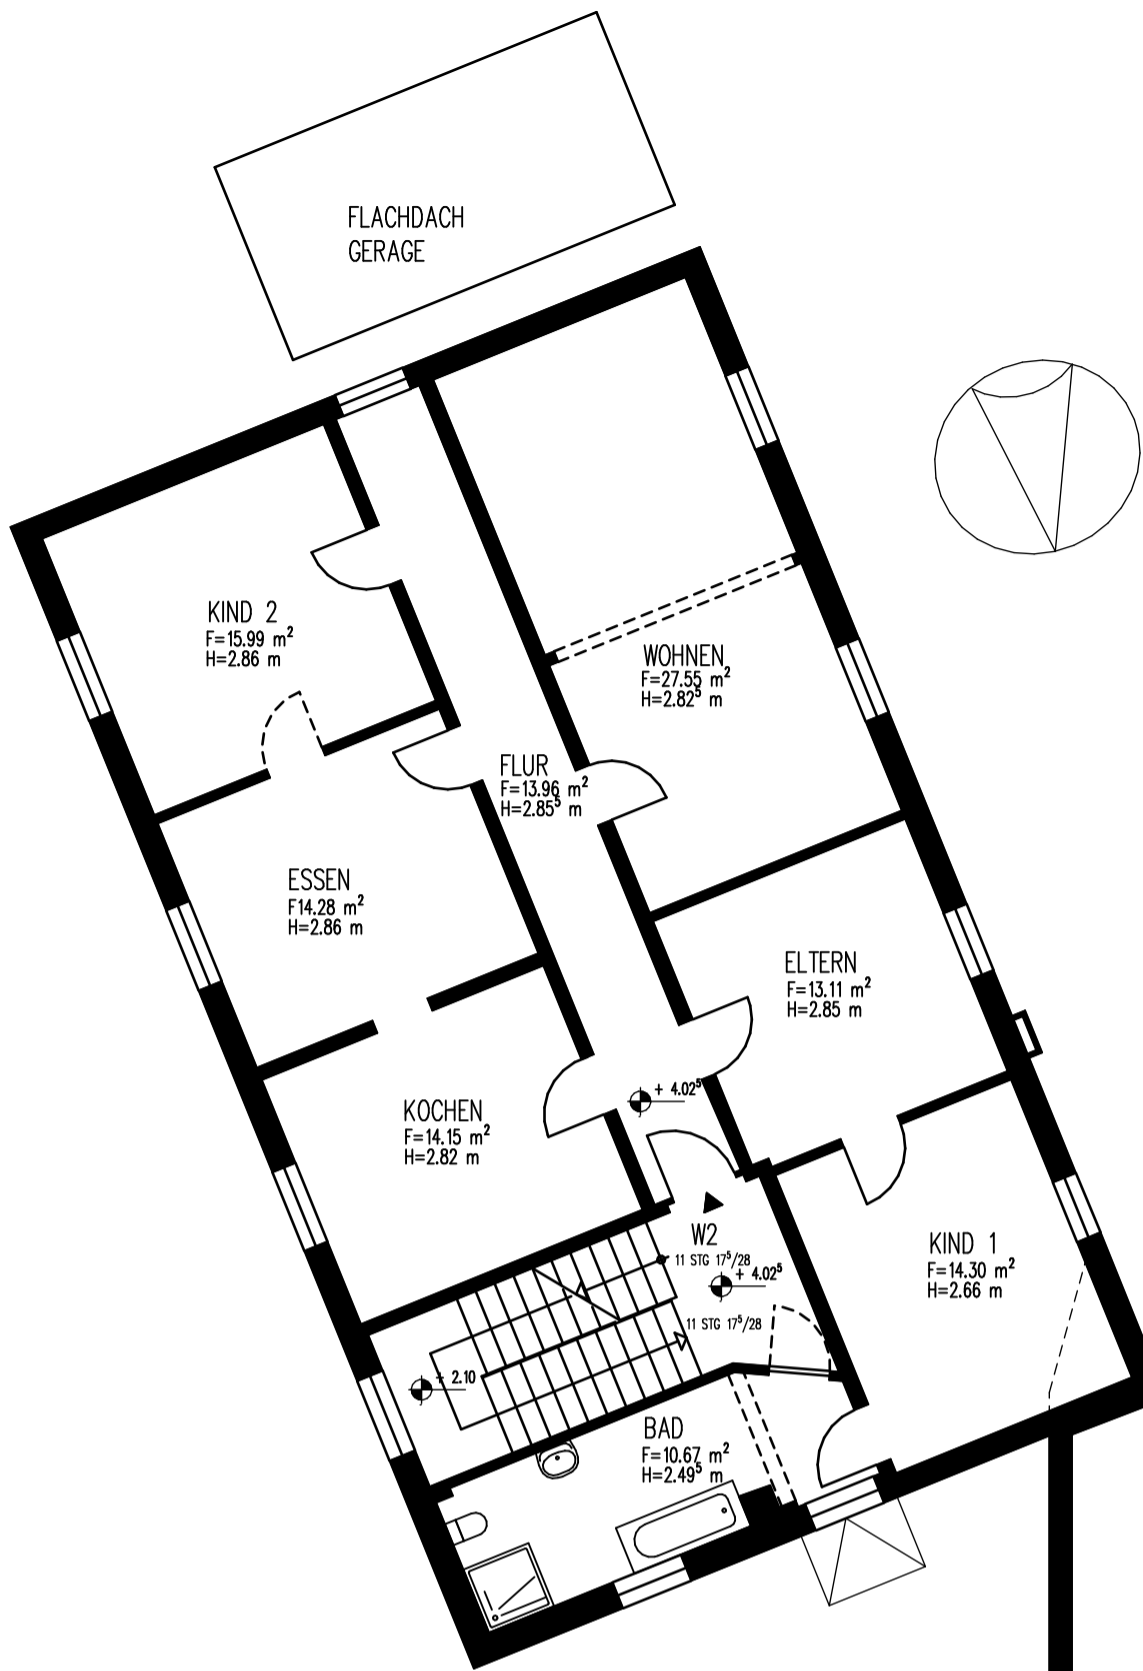 FLACHDACH
GERAGE
KIND 2
F=15.99 m²
H=2.86 m
WOHNEN
F=27.55 m²
H=2.82⁵ m
FLUR
F=13.96 m²
H=2.85⁵ m
ESSEN
F14.28 m²
H=2.86 m
ELTERN
F=13.11 m²
H=2.85 m
KOCHEN
F=14.15 m²
H=2.82 m
+ 4.02⁵
W2
11 STG 17⁵/28
+ 4.02⁵
11 STG 17⁵/28
KIND 1
F=14.30 m²
H=2.66 m
+ 2.10
BAD
F=10.67 m²
H=2.49⁵ m